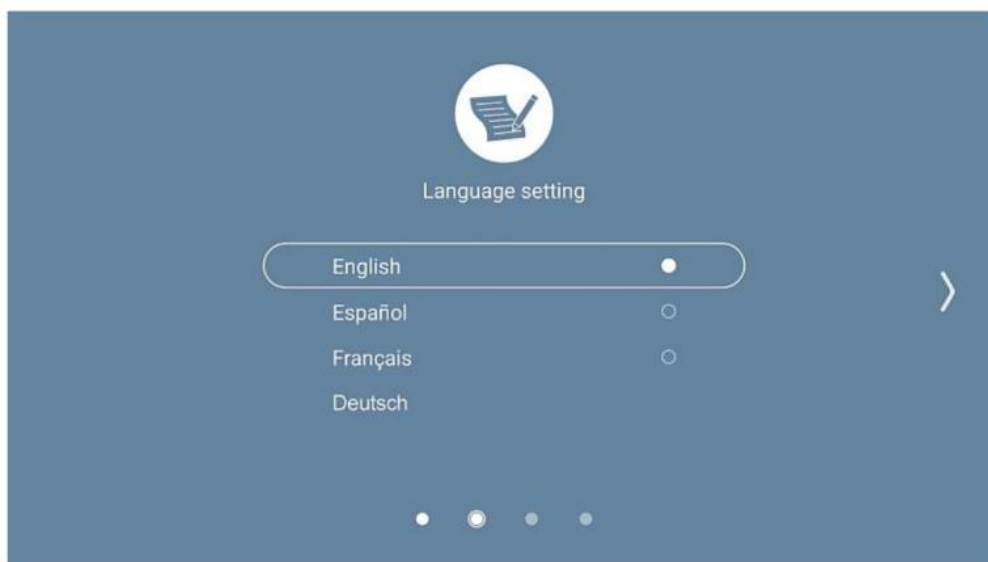 Language setting
English
Español
Français
Deutsch